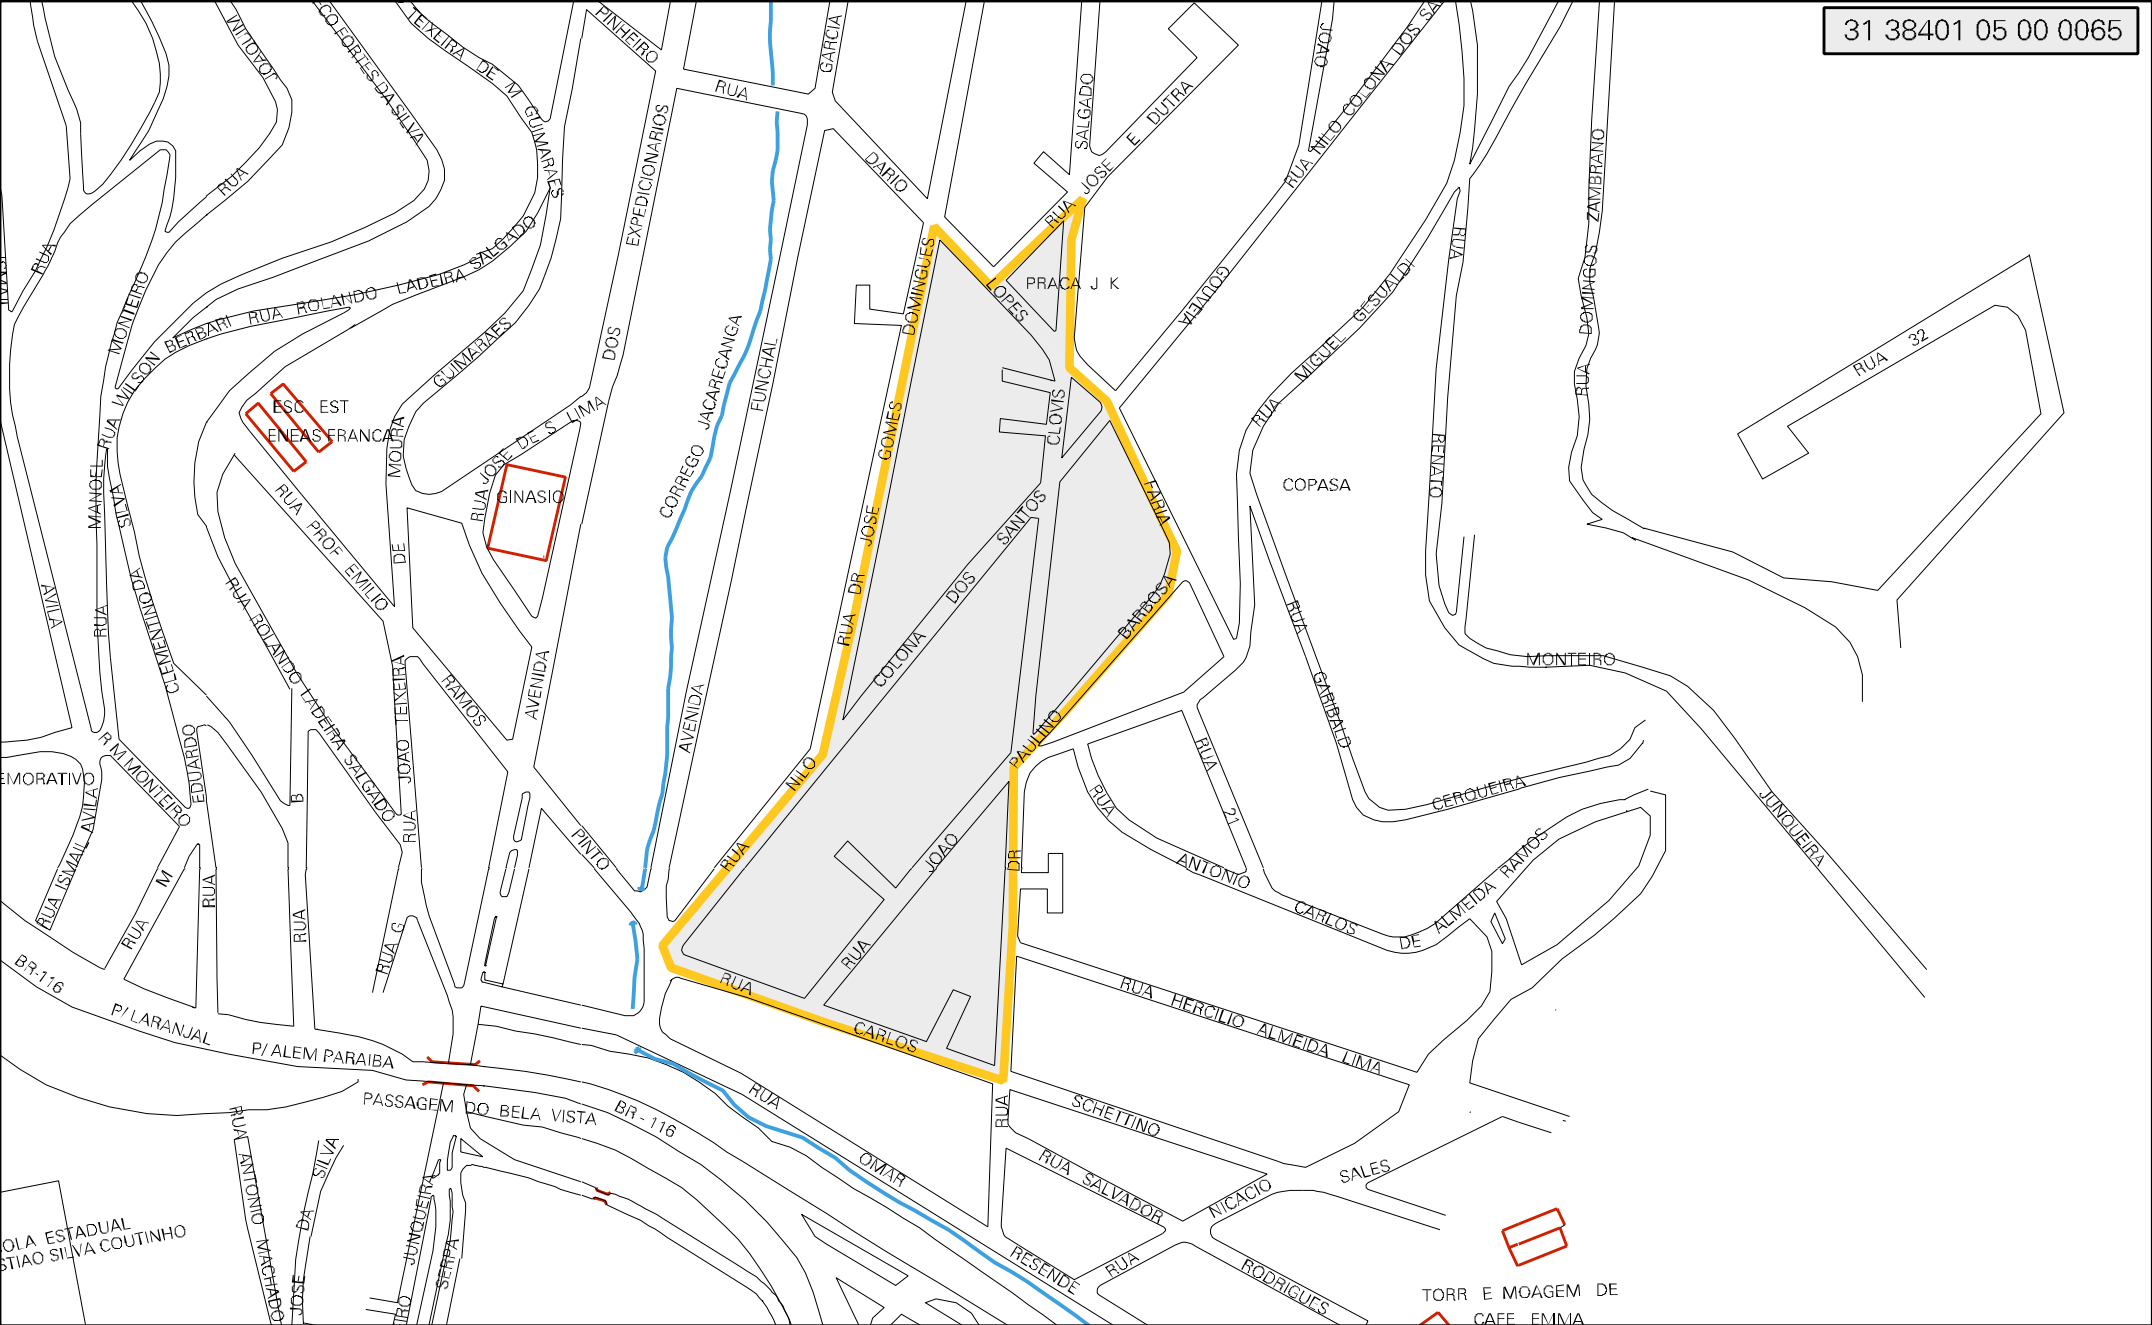 31 38401 05 00 0065
PINHEIRO
TEIXEIRA DE M GUIMARAES
ECO FORTES DA SILVA
JOAQUIM
RUA
GARCIA
RUA
DARIO
LOPES
SALGADO
RUA JOSE E DUTRA
JOAO
RUA NILO COLONA DOS SA
GOUVEIA
PRACA J K
AVENIDA DOS EXPEDICIONARIOS
RUA
MONTEIRO
RUA WILSON BERBARI
RUA ROLANDO LADEIRA SALGADO
GUIMARAES
MOURA
DE
RUA JOSE DE S LIMA
ESC EST
ENEAS FRANCA
GINASIO
CORREGO JACARECANGA
AVENIDA FUNCHAL
RUA DR JOSE GOMES DOMINGUES
CLOVIS
FARIA
RUA MIGUEL GESUALDI
RUA
RENATO
MONTEIRO
JUNQUEIRA
RUA DOMINGOS ZAMBRANO
RUA 32
COPASA
RUA PROF EMILIO
RAMOS
PINTO
RUA MANOEL
SILVA
CLEMENTINDA
EDUARDO
RUA
AVILA
RUA ROLANDO LADEIRA SALGADO
RUA JOAO TEIXEIRA
RUA NILO COLONA DOS SANTOS
RUA DR PAULINO BARBOSA
RUA GARIBALD
CERQUEIRA
RUA 21
RUA ANTONIO CARLOS DE ALMEIDA RAMOS
EMORATIVO
R M MONTEIRO
RUA ISMAIL AVILA
RUA M
RUA B
RUA G
RUA JOAO
RUA CARLOS
SCHETTINO
RUA HERCILIO ALMEIDA LIMA
BR-116
P/ LARANJAL
P/ ALEM PARAIBA
PASSAGEM DO BELA VISTA
BR - 116
RUA OMAR RESENDE
RUA SALVADOR
RUA NICACIO SALES
RODRIGUES
RUA ANTONIO MACHADO
JOSE DA SILVA
JUNQUEIRA
SERPA
OLA ESTADUAL
STIAO SILVA COUTINHO
TORR E MOAGEM DE
CAFE EMMA